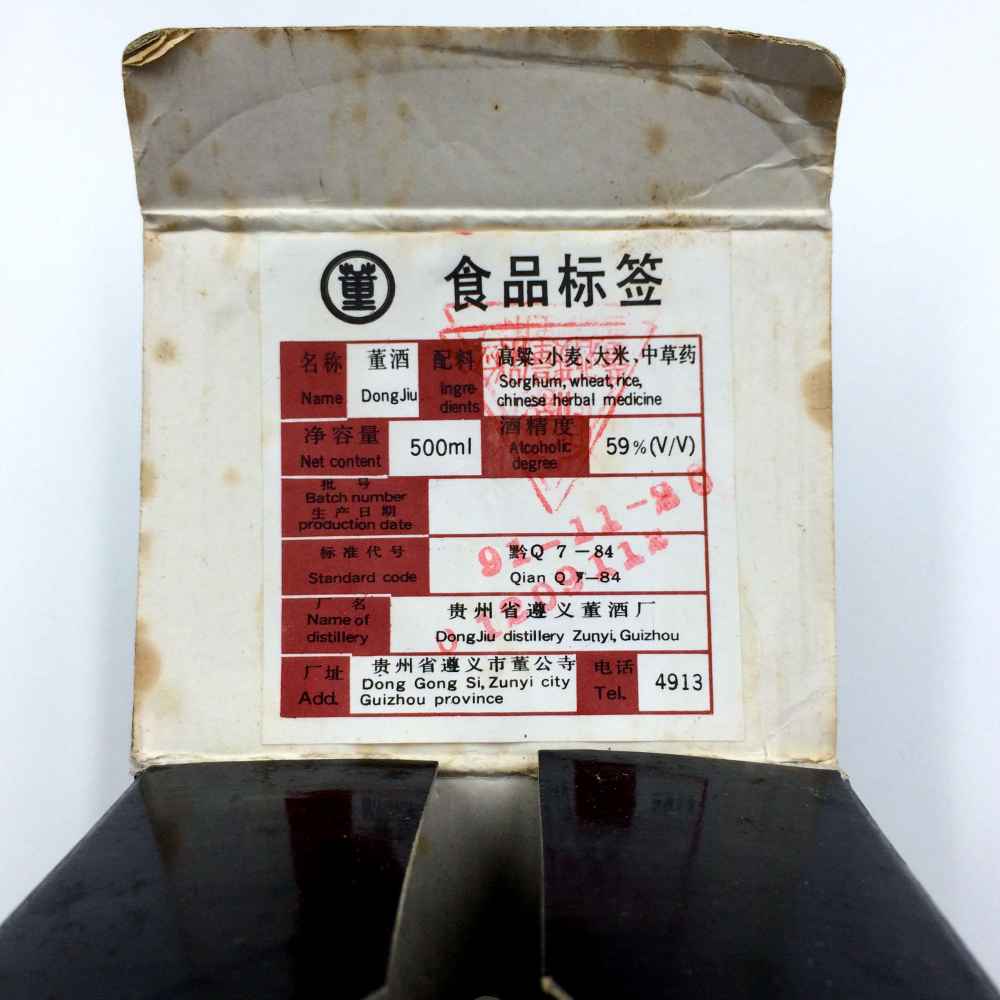 董 食品标签
名称 董酒 配料 高粱、小麦、大米、中草药
Name DongJiu Ingre-dients Sorghum, wheat, rice,
chinese herbal medicine
净容量 500ml 酒精度 59%(V/V)
Net content Alcoholic degree
批号
Batch number
生产日期
production date
91-11-20
标准代号 黔Q 7-84
Standard code Qian Q 7-84
厂名 贵州省遵义董酒厂
Name of distillery DongJiu distillery Zunyi, Guizhou
厂址 贵州省遵义市董公寺 电话 4913
Add. Dong Gong Si, Zunyi city Tel.
Guizhou province